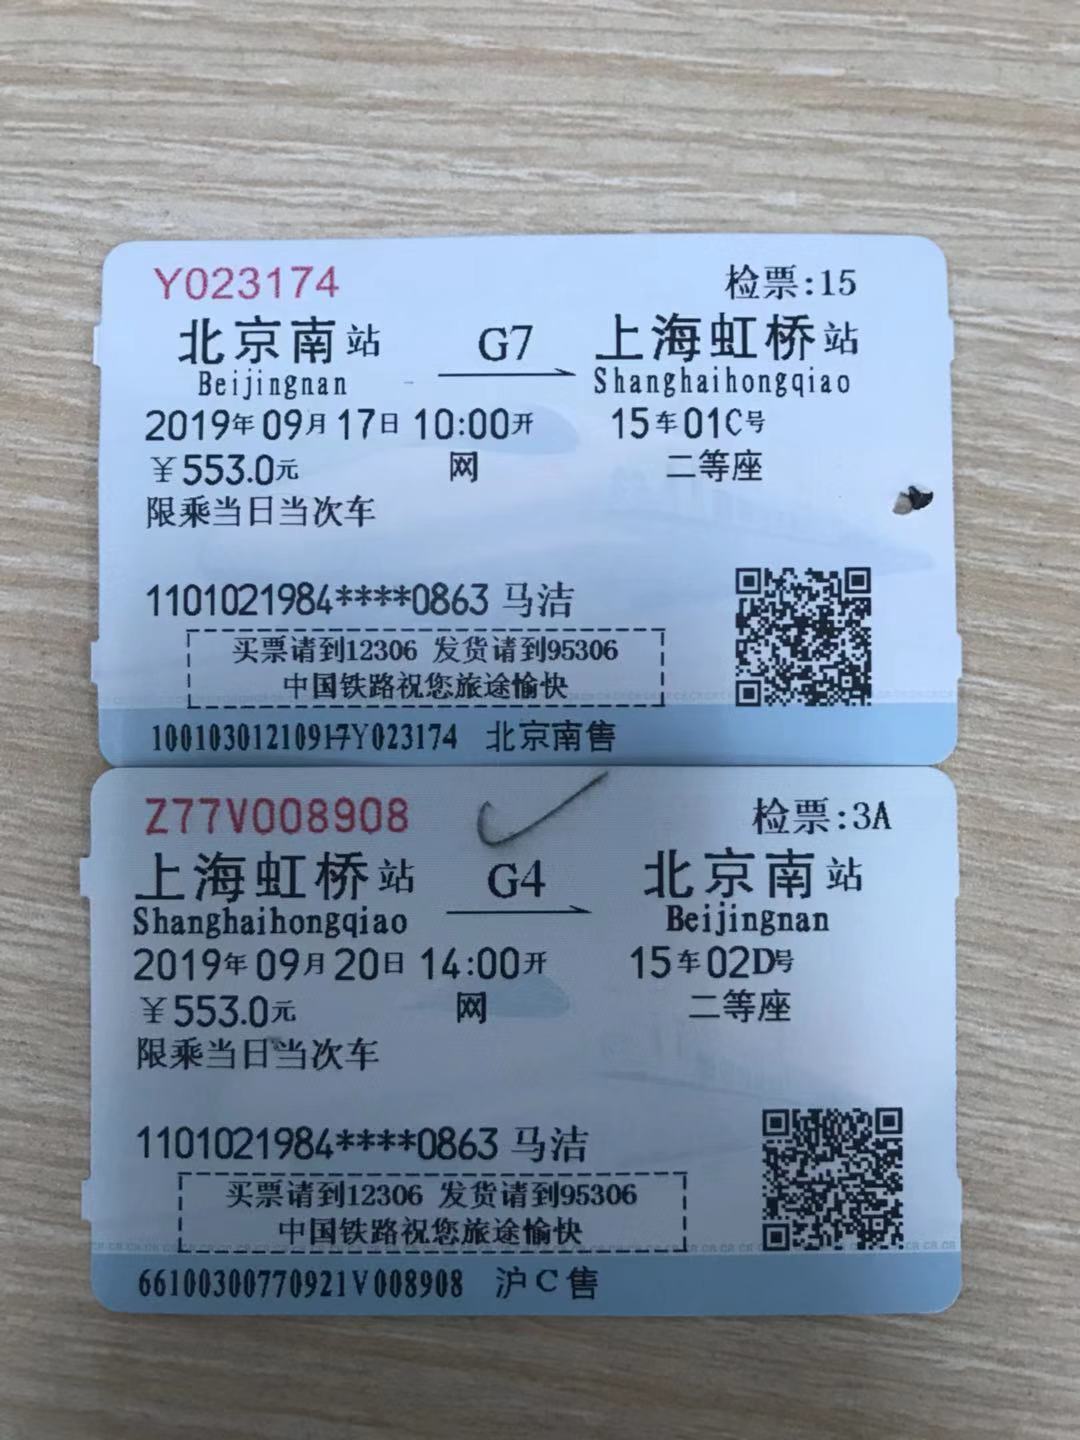 Y023174 检票:15
北京南站 G7 上海虹桥站
Beijingnan Shanghaihongqiao
2019年09月17日10:00开 15车01C号
¥553.0元 网 二等座
限乘当日当次车
1101021984****0863 马洁
买票请到12306 发货请到95306
中国铁路祝您旅途愉快
10010301210917Y023174 北京南售
Z77V008908 检票:3A
上海虹桥站 G4 北京南站
Shanghaihongqiao Beijingnan
2019年09月20日14:00开 15车02D号
¥553.0元 网 二等座
限乘当日当次车
1101021984****0863 马洁
买票请到12306 发货请到95306
中国铁路祝您旅途愉快
66100300770921V008908 沪C售